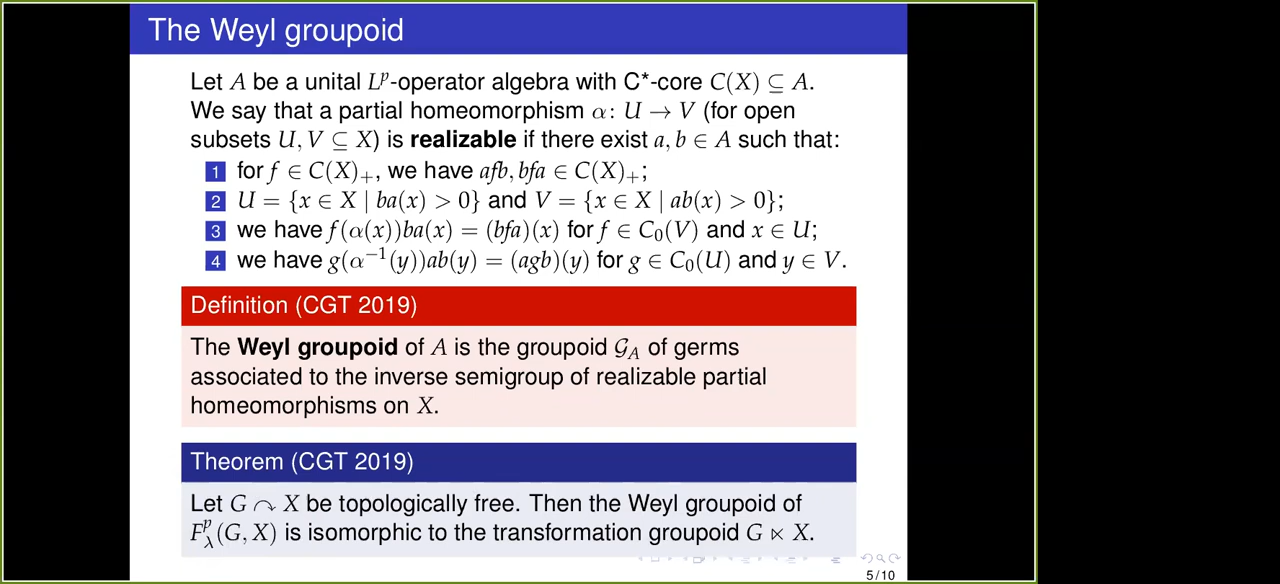 The Weyl groupoid
Let A be a unital Lᵖ-operator algebra with C*-core C(X) ⊆ A.
We say that a partial homeomorphism α: U → V (for open
subsets U, V ⊆ X) is realizable if there exist a, b ∈ A such that:
1 for f ∈ C(X)₊, we have afb, bfa ∈ C(X)₊;
2 U = {x ∈ X | ba(x) > 0} and V = {x ∈ X | ab(x) > 0};
3 we have f(α(x))ba(x) = (bfa)(x) for f ∈ C₀(V) and x ∈ U;
4 we have g(α⁻¹(y))ab(y) = (agb)(y) for g ∈ C₀(U) and y ∈ V.
Definition (CGT 2019)
The Weyl groupoid of A is the groupoid 𝒢_A of germs
associated to the inverse semigroup of realizable partial
homeomorphisms on X.
Theorem (CGT 2019)
Let G ↷ X be topologically free. Then the Weyl groupoid of
F^p_λ(G, X) is isomorphic to the transformation groupoid G ⋉ X.
5/10